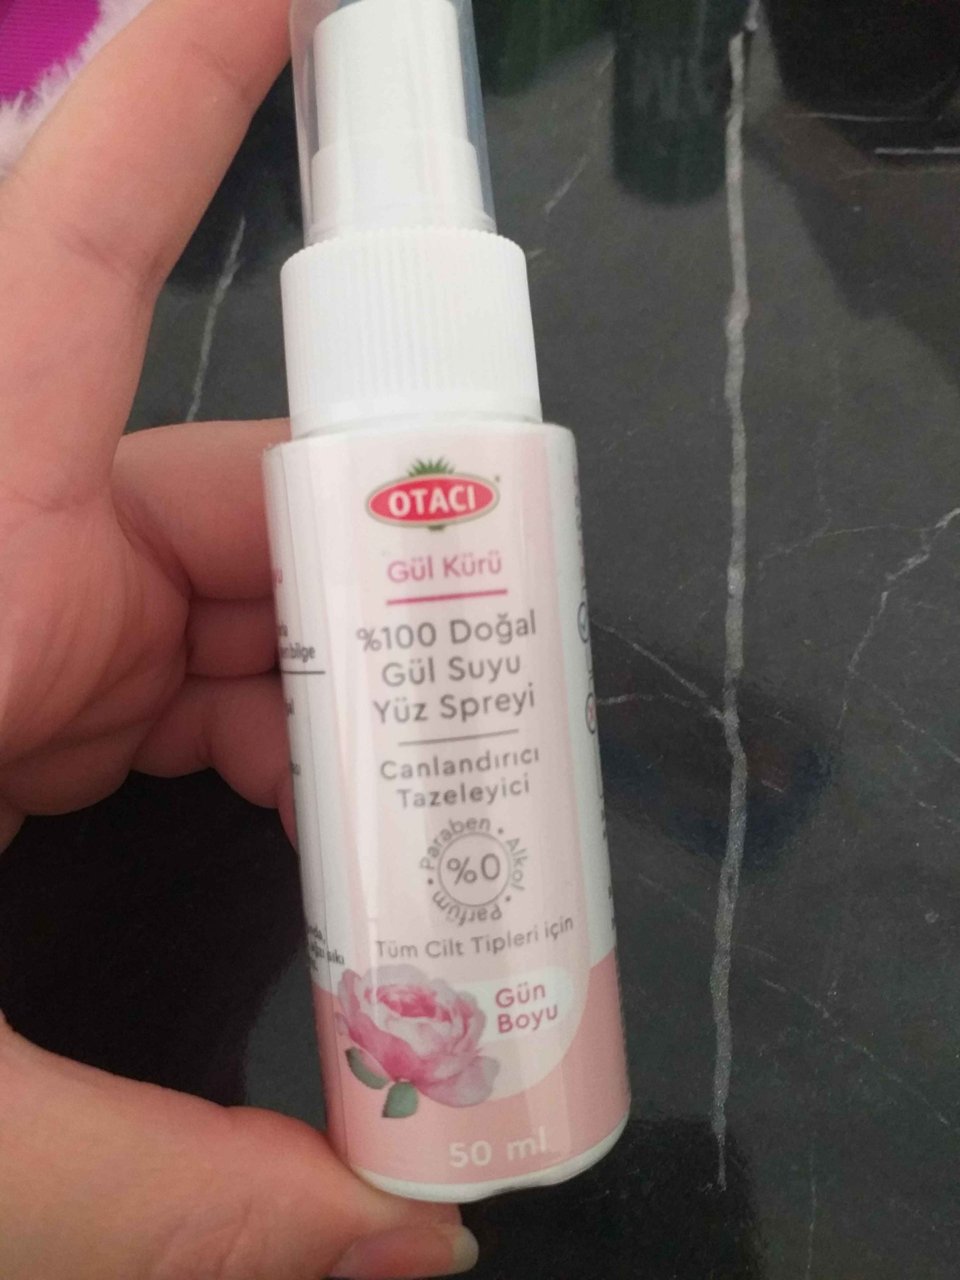 OTACI
Gül Kürü
%100 Doğal
Gül Suyu
Yüz Spreyi
Canlandırıcı
Tazeleyici
Paraben • Alkol • Parfüm •
%0
Tüm Cilt Tipleri için
Gün
Boyu
50 ml